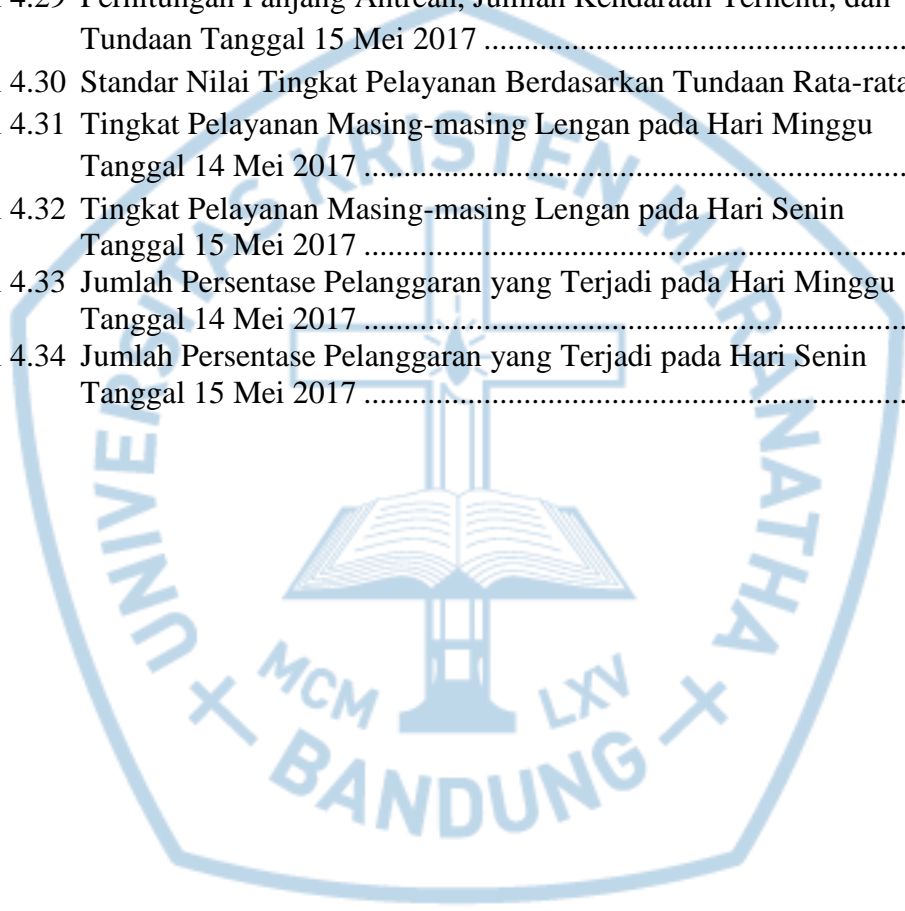 4.29 Perhitungan Panjang Antrean, Jumlah Kendaraan Terhenti, dan
Tundaan Tanggal 15 Mei 2017 ..........................................................
4.30 Standar Nilai Tingkat Pelayanan Berdasarkan Tundaan Rata-rata
4.31 Tingkat Pelayanan Masing-masing Lengan pada Hari Minggu
Tanggal 14 Mei 2017 ..........................................................................
4.32 Tingkat Pelayanan Masing-masing Lengan pada Hari Senin
Tanggal 15 Mei 2017 ..........................................................................
4.33 Jumlah Persentase Pelanggaran yang Terjadi pada Hari Minggu
Tanggal 14 Mei 2017 ..........................................................................
4.34 Jumlah Persentase Pelanggaran yang Terjadi pada Hari Senin
Tanggal 15 Mei 2017 ..........................................................................
UNIVERSITAS KRISTEN MARANATHA
MCM LXV
BANDUNG